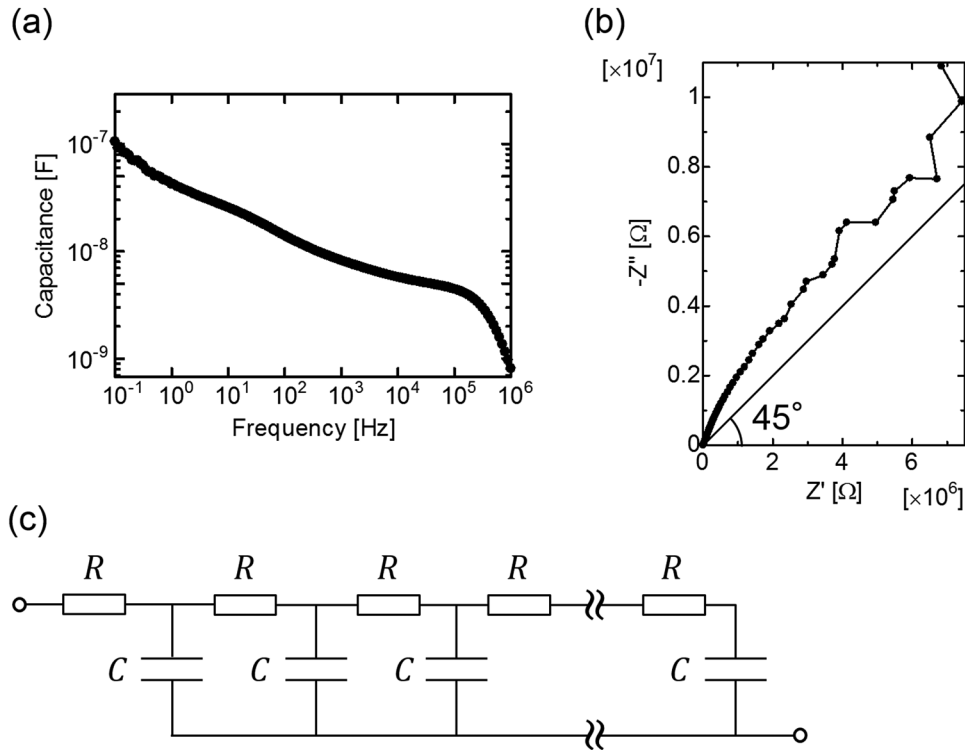 (a)
Capacitance [F]
10⁻⁷
10⁻⁸
10⁻⁹
10⁻¹ 10⁰ 10¹ 10² 10³ 10⁴ 10⁵ 10⁶
Frequency [Hz]
(b)
[×10⁷]
-Z'' [Ω]
1
0.8
0.6
0.4
0.2
0
45°
0 2 4 6
Z' [Ω] [×10⁶]
(c)
R R R R R
C C C C